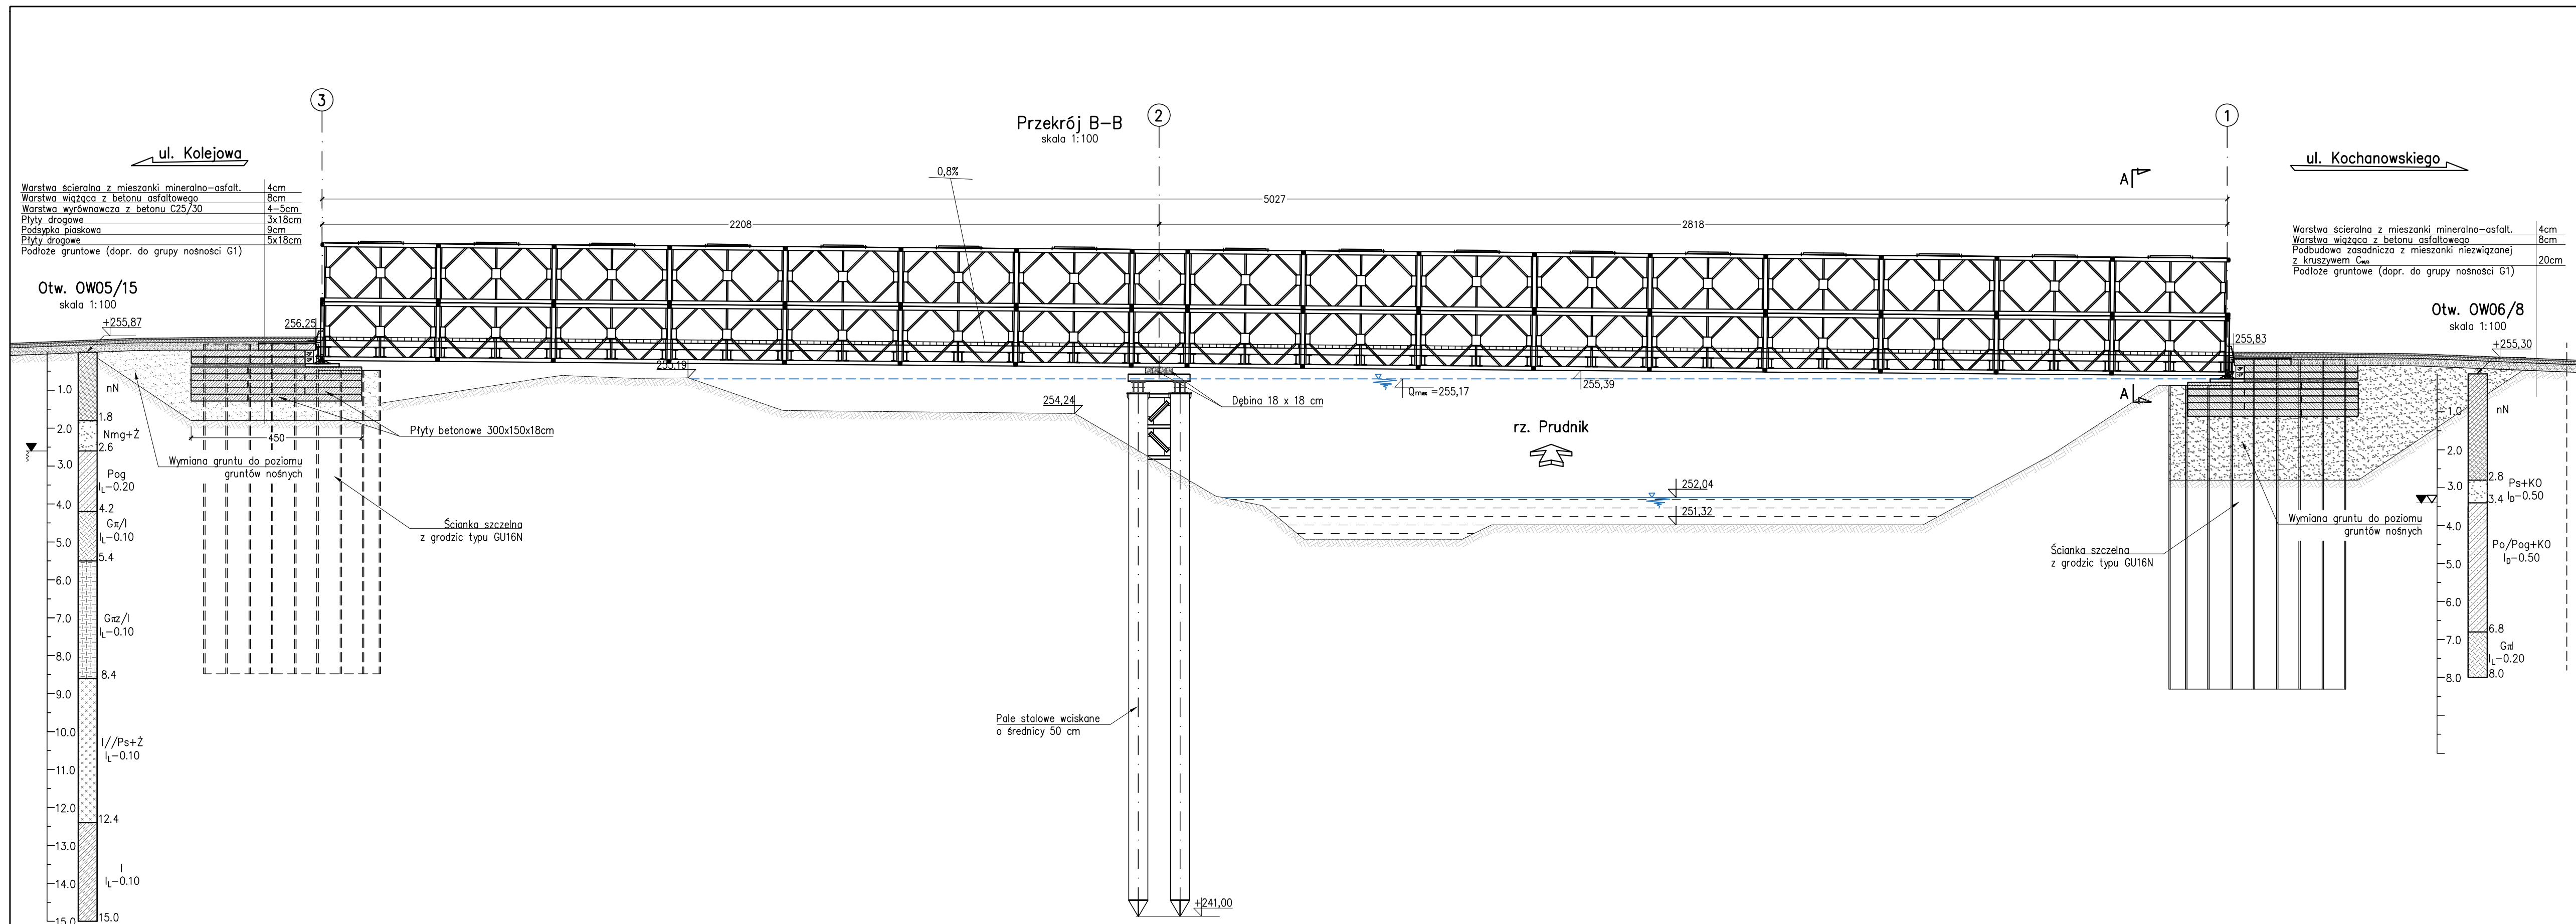 3
2
1
Przekrój B-B
skala 1:100
ul. Kolejowa
ul. Kochanowskiego
Warstwa ścieralna z mieszanki mineralno-asfalt. 4cm
Warstwa wiążąca z betonu asfaltowego 8cm
Warstwa wyrównawcza z betonu C25/30 4-5cm
Płyty drogowe 3x18cm
Podsypka piaskowa 9cm
Płyty drogowe 5x18cm
Podłoże gruntowe (dopr. do grupy nośności G1)
0,8%
A
5027
2208
2818
Warstwa ścieralna z mieszanki mineralno-asfalt. 4cm
Warstwa wiążąca z betonu asfaltowego 8cm
Podbudowa zasadnicza z mieszanki niezwiązanej
z kruszywem 20cm
Podłoże gruntowe (dopr. do grupy nośności G1)
Otw. OW05/15
skala 1:100
+255,87
256,25
255,19
254,24
Dębina 18 x 18 cm
=255,17
255,39
A
255,83
Otw. OW06/8
skala 1:100
+255,30
450
Płyty betonowe 300x150x18cm
Wymiana gruntu do poziomu
gruntów nośnych
Ścianka szczelna
z grodzic typu GU16N
rz. Prudnik
252,04
251,32
Pale stalowe wciskane
o średnicy 50 cm
+241,00
Ścianka szczelna
z grodzic typu GU16N
Wymiana gruntu do poziomu
gruntów nośnych
1.0
2.0
3.0
4.0
5.0
6.0
7.0
8.0
9.0
10.0
11.0
12.0
13.0
14.0
15.0
nN
1.8
Nmg+Ż
2.6
Pog
IL-0.20
4.2
Gπ/I
IL-0.10
5.4
Gπz/I
IL-0.10
8.4
I//Ps+Ż
IL-0.10
12.4
I
IL-0.10
15.0
1.0
2.0
3.0
4.0
5.0
6.0
7.0
8.0
nN
2.8
Ps+KO
ID-0.50
3.4
Po/Pog+KO
ID-0.50
6.8
IL-0.20
8.0